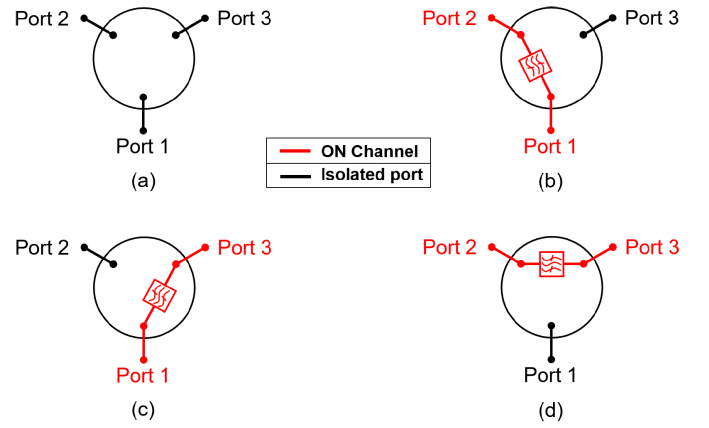 Port 2
Port 3
Port 1
(a)
Port 2
Port 3
Port 1
(b)
ON Channel
Isolated port
Port 2
Port 3
Port 1
(c)
Port 2
Port 3
Port 1
(d)